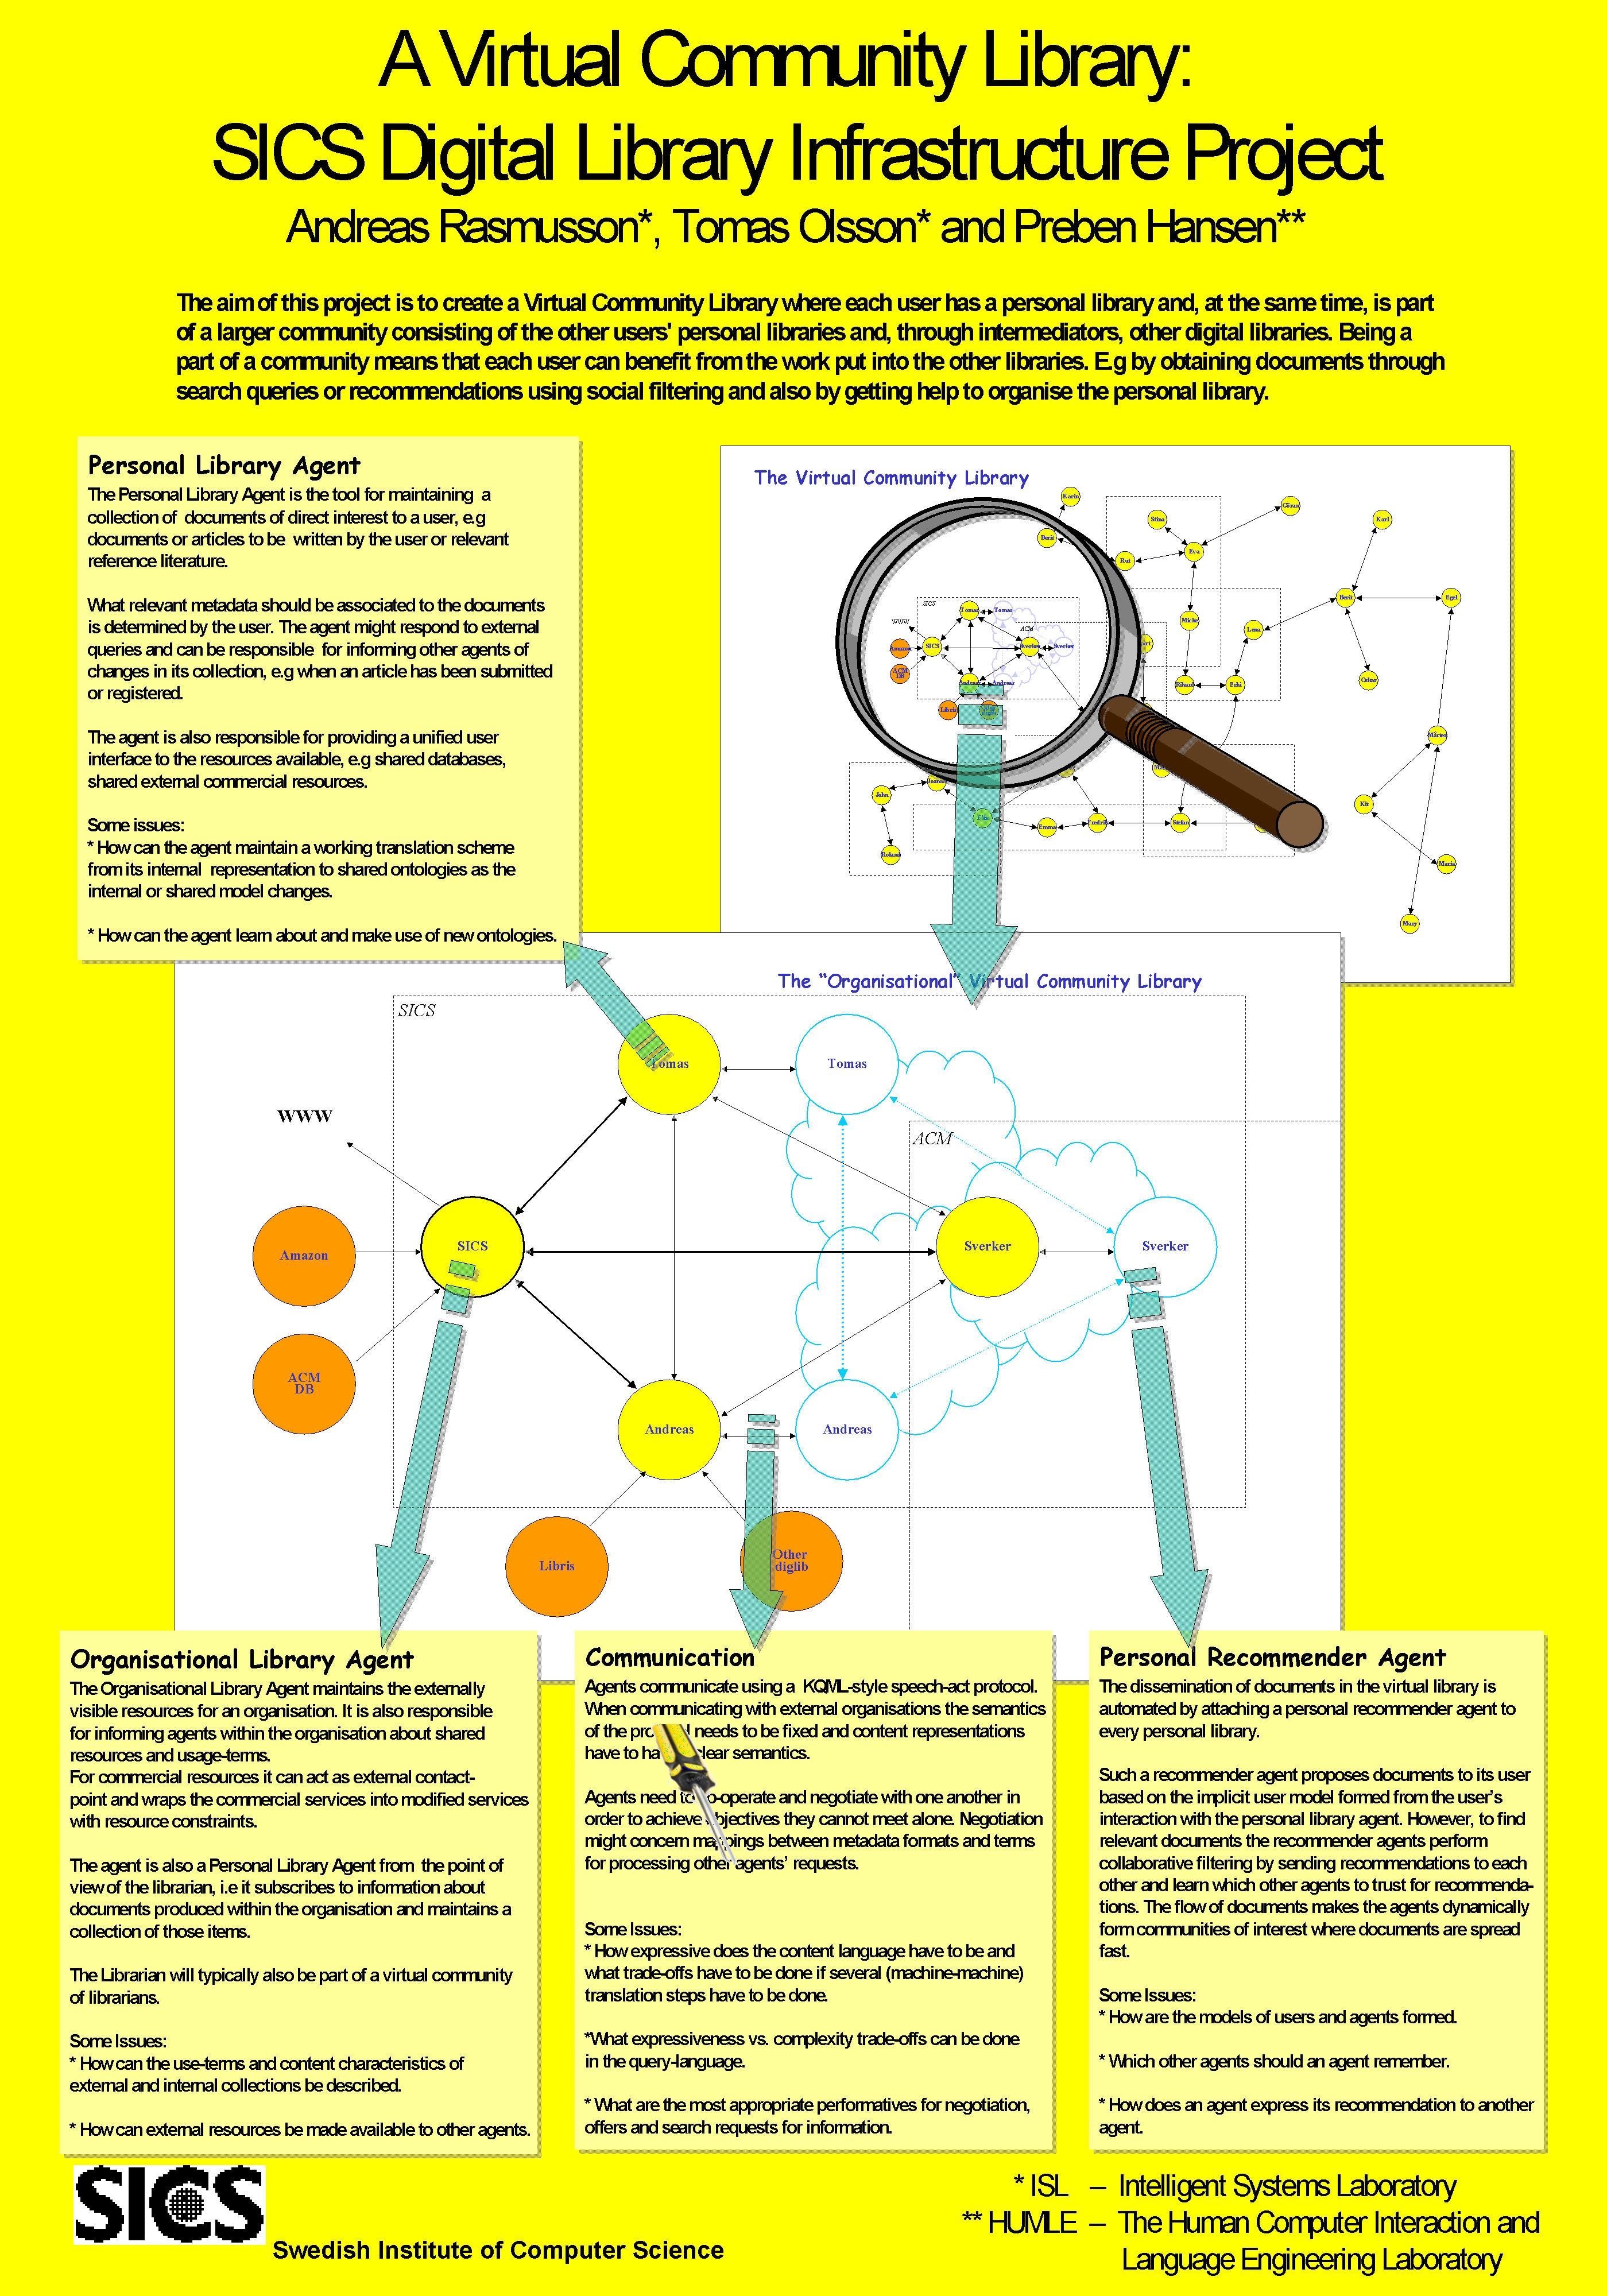 A Virtual Community Library:
SICS Digital Library Infrastructure Project
Andreas Rasmusson*, Tomas Olsson* and Preben Hansen**
The aim of this project is to create a Virtual Community Library where each user has a personal library and, at the same time, is part
of a larger community consisting of the other users' personal libraries and, through intermediators, other digital libraries. Being a
part of a community means that each user can benefit from the work put into the other libraries. E.g by obtaining documents through
search queries or recommendations using social filtering and also by getting help to organise the personal library.
Personal Library Agent
The Personal Library Agent is the tool for maintaining a
collection of documents of direct interest to a user, e.g
documents or articles to be written by the user or relevant
reference literature.
What relevant metadata should be associated to the documents
is determined by the user. The agent might respond to external
queries and can be responsible for informing other agents of
changes in its collection, e.g when an article has been submitted
or registered.
The agent is also responsible for providing a unified user
interface to the resources available, e.g shared databases,
shared external commercial resources.
Some issues:
* How can the agent maintain a working translation scheme
from its internal representation to shared ontologies as the
internal or shared model changes.
* How can the agent learn about and make use of new ontologies.
The Virtual Community Library
Karin
Berit
Stina
Göran
Eva
Rut
Karl
Berit
Egel
Micke
Lena
Rikard
Ecki
Oskar
Märten
Kit
Maria
Mary
SICS
Tomas
Tomas
WWW
ACM
Amazon
SICS
Sverker
Sverker
ACM
DB
Andreas
Andreas
Libris
John
Joanna
Elin
Emma
Fredrik
Stefan
Roland
The “Organisational” Virtual Community Library
SICS
Tomas
Tomas
WWW
ACM
Amazon
SICS
Sverker
Sverker
ACM
DB
Andreas
Andreas
Libris
Other
diglib
Organisational Library Agent
The Organisational Library Agent maintains the externally
visible resources for an organisation. It is also responsible
for informing agents within the organisation about shared
resources and usage-terms.
For commercial resources it can act as external contact-
point and wraps the commercial services into modified services
with resource constraints.
The agent is also a Personal Library Agent from the point of
view of the librarian, i.e it subscribes to information about
documents produced within the organisation and maintains a
collection of those items.
The Librarian will typically also be part of a virtual community
of librarians.
Some Issues:
* How can the use-terms and content characteristics of
external and internal collections be described.
* How can external resources be made available to other agents.
Communication
Agents communicate using a KQML-style speech-act protocol.
When communicating with external organisations the semantics
of the needs to be fixed and content representations
have to clear semantics.
Agents need to co-operate and negotiate with one another in
order to achieve objectives they cannot meet alone. Negotiation
might concern mappings between metadata formats and terms
for processing other agents’ requests.
Some Issues:
* How expressive does the content language have to be and
what trade-offs have to be done if several (machine-machine)
translation steps have to be done.
*What expressiveness vs. complexity trade-offs can be done
in the query-language.
* What are the most appropriate performatives for negotiation,
offers and search requests for information.
Personal Recommender Agent
The dissemination of documents in the virtual library is
automated by attaching a personal recommender agent to
every personal library.
Such a recommender agent proposes documents to its user
based on the implicit user model formed from the user’s
interaction with the personal library agent. However, to find
relevant documents the recommender agents perform
collaborative filtering by sending recommendations to each
other and learn which other agents to trust for recommenda-
tions. The flow of documents makes the agents dynamically
form communities of interest where documents are spread
fast.
Some Issues:
* How are the models of users and agents formed.
* Which other agents should an agent remember.
* How does an agent express its recommendation to another
agent.
SICS
Swedish Institute of Computer Science
* ISL – Intelligent Systems Laboratory
** HUMLE – The Human Computer Interaction and
Language Engineering Laboratory